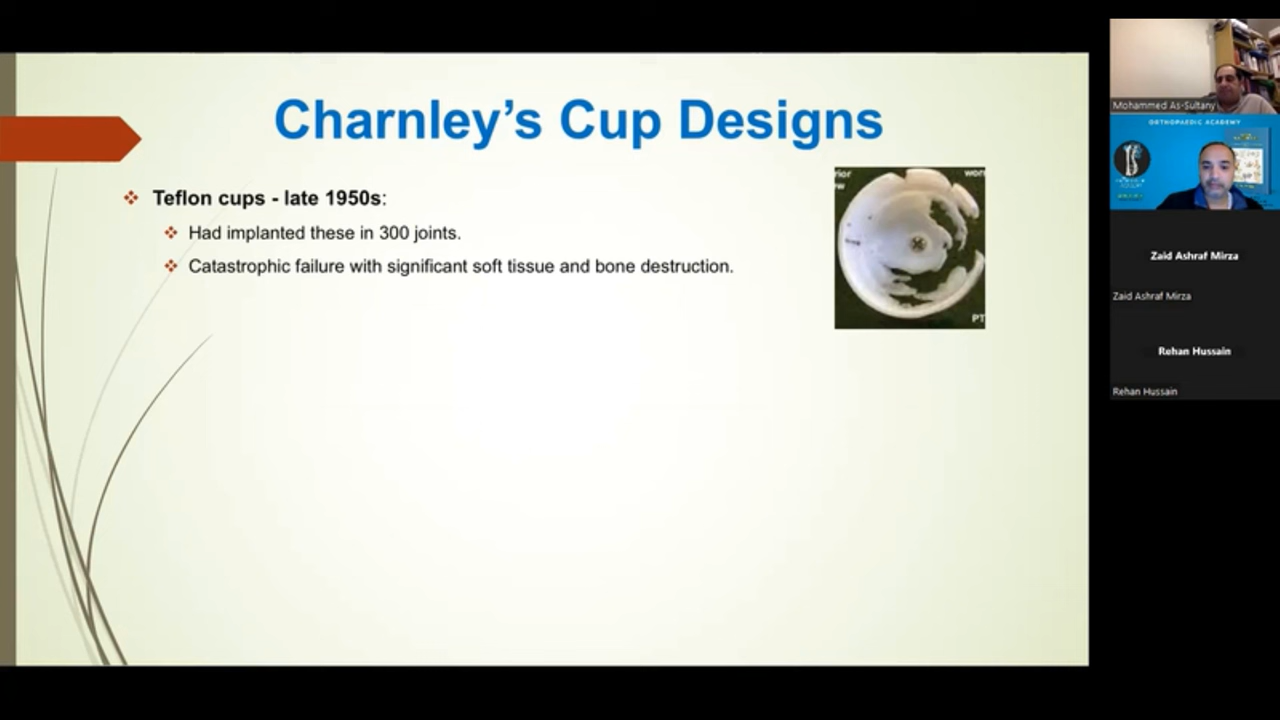 Charnley's Cup Designs
Teflon cups - late 1950s:
Had implanted these in 300 joints.
Catastrophic failure with significant soft tissue and bone destruction.
Mohammed As-Sultany
ORTHOPAEDIC ACADEMY
Zaid Ashraf Mirza
Zaid Ashraf Mirza
Rehan Hussain
Rehan Hussain